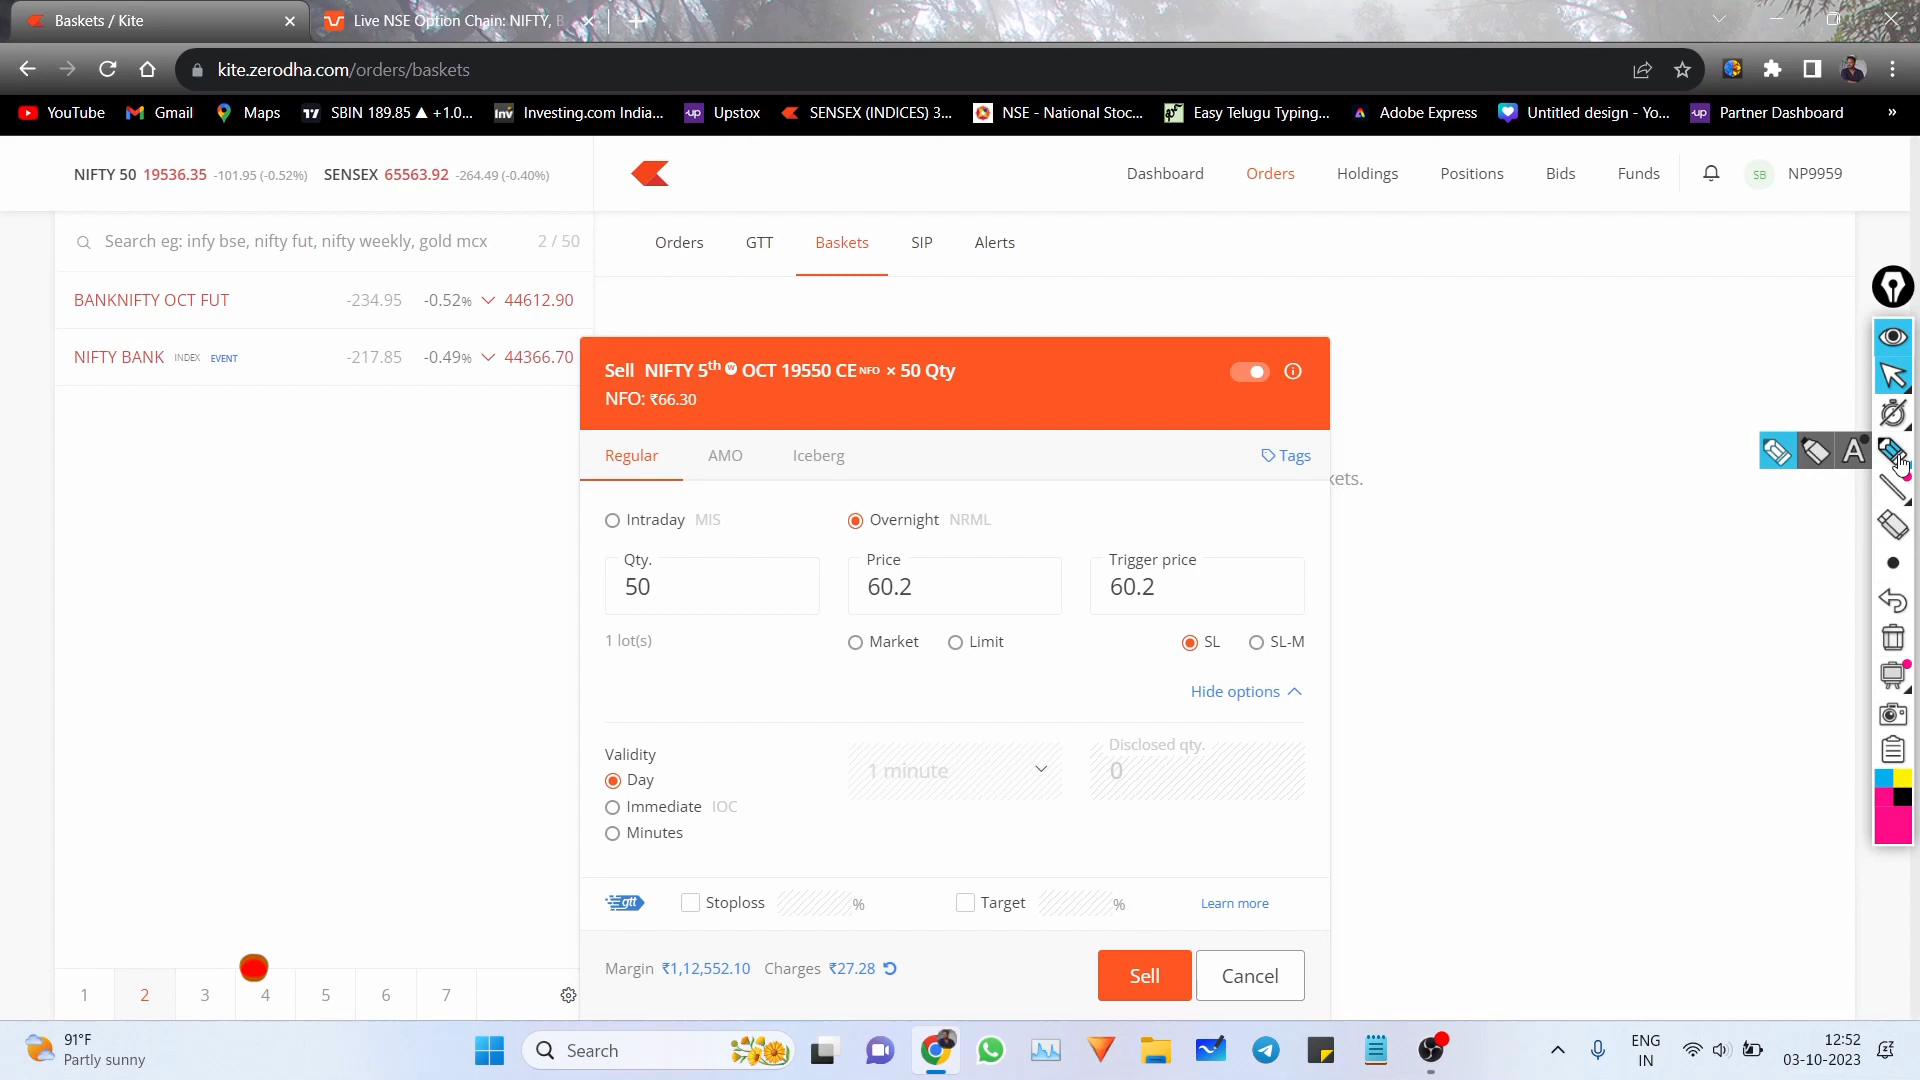 Baskets / Kite
Live NSE Option Chain: NIFTY, B
kite.zerodha.com/orders/baskets
YouTube
Gmail
Maps
SBIN 189.85 ▲ +1.0...
Investing.com India...
Upstox
SENSEX (INDICES) 3...
NSE - National Stoc...
Easy Telugu Typing...
Adobe Express
Untitled design - Yo...
Partner Dashboard
»
NIFTY 50 19536.35 -101.95 (-0.52%) SENSEX 65563.92 -264.49 (-0.40%)
Dashboard Orders Holdings Positions Bids Funds SB NP9959
Search eg: infy bse, nifty fut, nifty weekly, gold mcx 2 / 50
Orders GTT Baskets SIP Alerts
BANKNIFTY OCT FUT -234.95 -0.52% 44612.90
NIFTY BANK INDEX EVENT -217.85 -0.49% 44366.70
Sell NIFTY 5th w OCT 19550 CE NFO × 50 Qty
NFO: ₹66.30
Regular AMO Iceberg Tags
kets.
Intraday MIS Overnight NRML
Qty. Price Trigger price
50 60.2 60.2
1 lot(s) Market Limit SL SL-M
Hide options
Validity Disclosed qty.
1 minute 0
Day
Immediate IOC
Minutes
gtt Stoploss % Target % Learn more
Margin ₹1,12,552.10 Charges ₹27.28 Sell Cancel
1 2 3 4 5 6 7
A
91°F
Partly sunny
Search
ENG
IN
12:52
03-10-2023